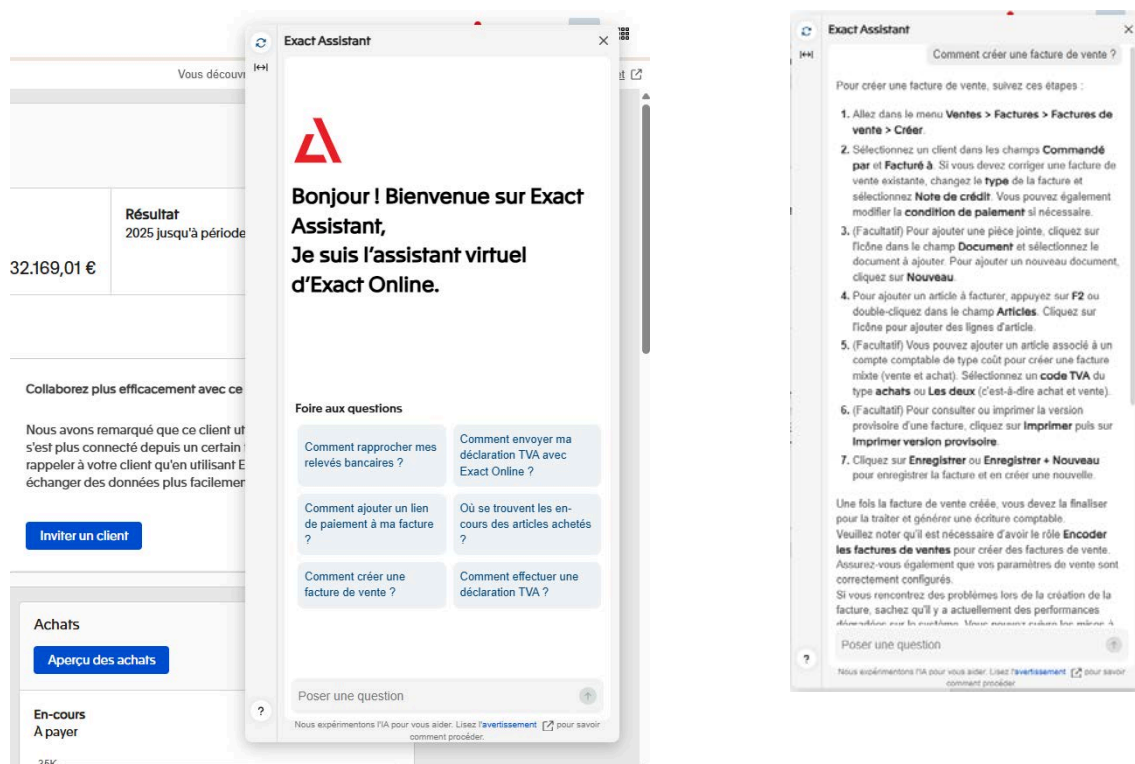 Vous découvr
et
Résultat
2025 jusqu'à période
32.169,01 €
Collaborez plus efficacement avec ce
Nous avons remarqué que ce client ut
s'est plus connecté depuis un certain
rappeler à votre client qu'en utilisant E
échanger des données plus facilemen
Inviter un client
Achats
Aperçu des achats
En-cours
A payer
35K
Exact Assistant
Bonjour ! Bienvenue sur Exact
Assistant,
Je suis l'assistant virtuel
d'Exact Online.
Foire aux questions
Comment rapprocher mes
relevés bancaires ?
Comment envoyer ma
déclaration TVA avec
Exact Online ?
Comment ajouter un lien
de paiement à ma facture
?
Où se trouvent les en-
cours des articles achetés
?
Comment créer une
facture de vente ?
Comment effectuer une
déclaration TVA ?
Poser une question
?
Nous expérimentons l'IA pour vous aider. Lisez l'avertissement pour savoir
comment procéder.
Exact Assistant
Comment créer une facture de vente ?
Pour créer une facture de vente, suivez ces étapes :
1. Allez dans le menu Ventes > Factures > Factures de
vente > Créer.
2. Sélectionnez un client dans les champs Commandé
par et Facturé à. Si vous devez corriger une facture de
vente existante, changez le type de la facture et
sélectionnez Note de crédit. Vous pouvez également
modifier la condition de paiement si nécessaire.
3. (Facultatif) Pour ajouter une pièce jointe, cliquez sur
l'icône dans le champ Document et sélectionnez le
document à ajouter. Pour ajouter un nouveau document,
cliquez sur Nouveau.
4. Pour ajouter un article à facturer, appuyez sur F2 ou
double-cliquez dans le champ Articles. Cliquez sur
l'icône pour ajouter des lignes d'article.
5. (Facultatif) Vous pouvez ajouter un article associé à un
compte comptable de type coût pour créer une facture
mixte (vente et achat). Sélectionnez un code TVA du
type achats ou Les deux (c'est-à-dire achat et vente).
6. (Facultatif) Pour consulter ou imprimer la version
provisoire d'une facture, cliquez sur Imprimer puis sur
Imprimer version provisoire.
7. Cliquez sur Enregistrer ou Enregistrer + Nouveau
pour enregistrer la facture et en créer une nouvelle.
Une fois la facture de vente créée, vous devez la finaliser
pour la traiter et générer une écriture comptable.
Veuillez noter qu'il est nécessaire d'avoir le rôle Encoder
les factures de ventes pour créer des factures de vente.
Assurez-vous également que vos paramètres de vente sont
correctement configurés.
Si vous rencontrez des problèmes lors de la création de la
facture, sachez qu'il y a actuellement des performances
dégradées sur le système. Vous pouvez suivre les mises à
Poser une question
?
Nous expérimentons l'IA pour vous aider. Lisez l'avertissement pour savoir
comment procéder